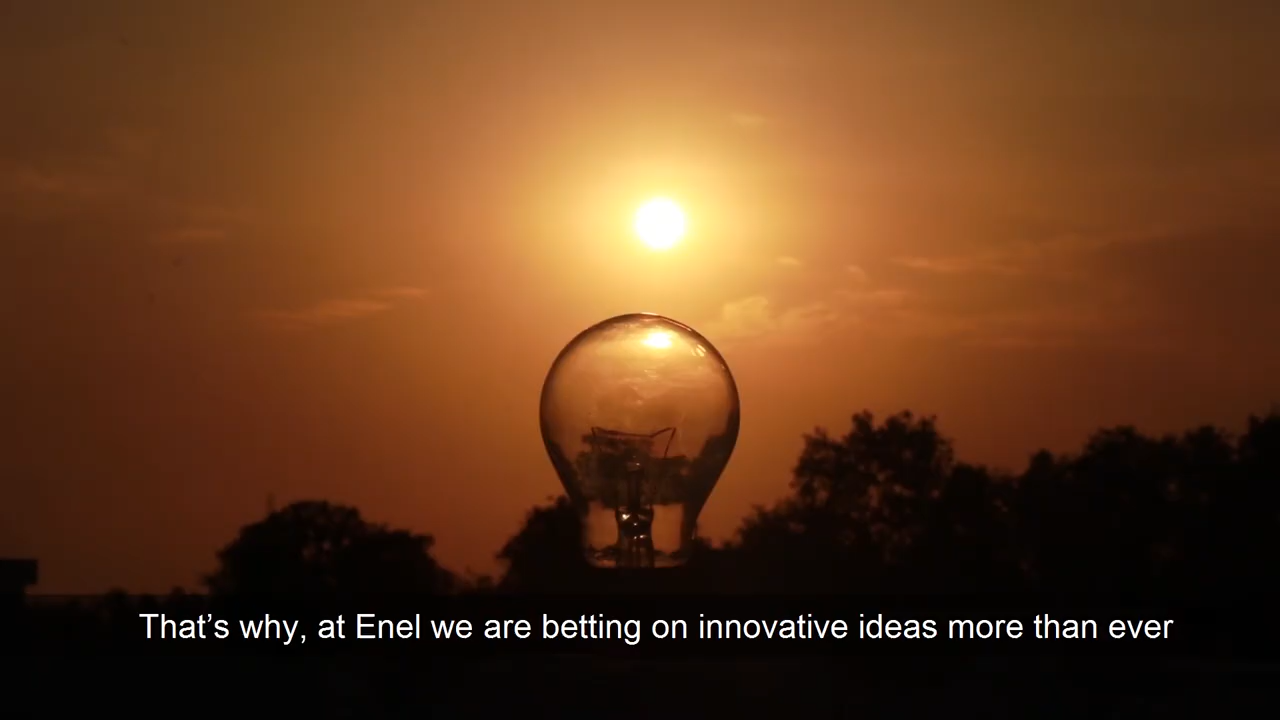 That’s why, at Enel we are betting on innovative ideas more than ever